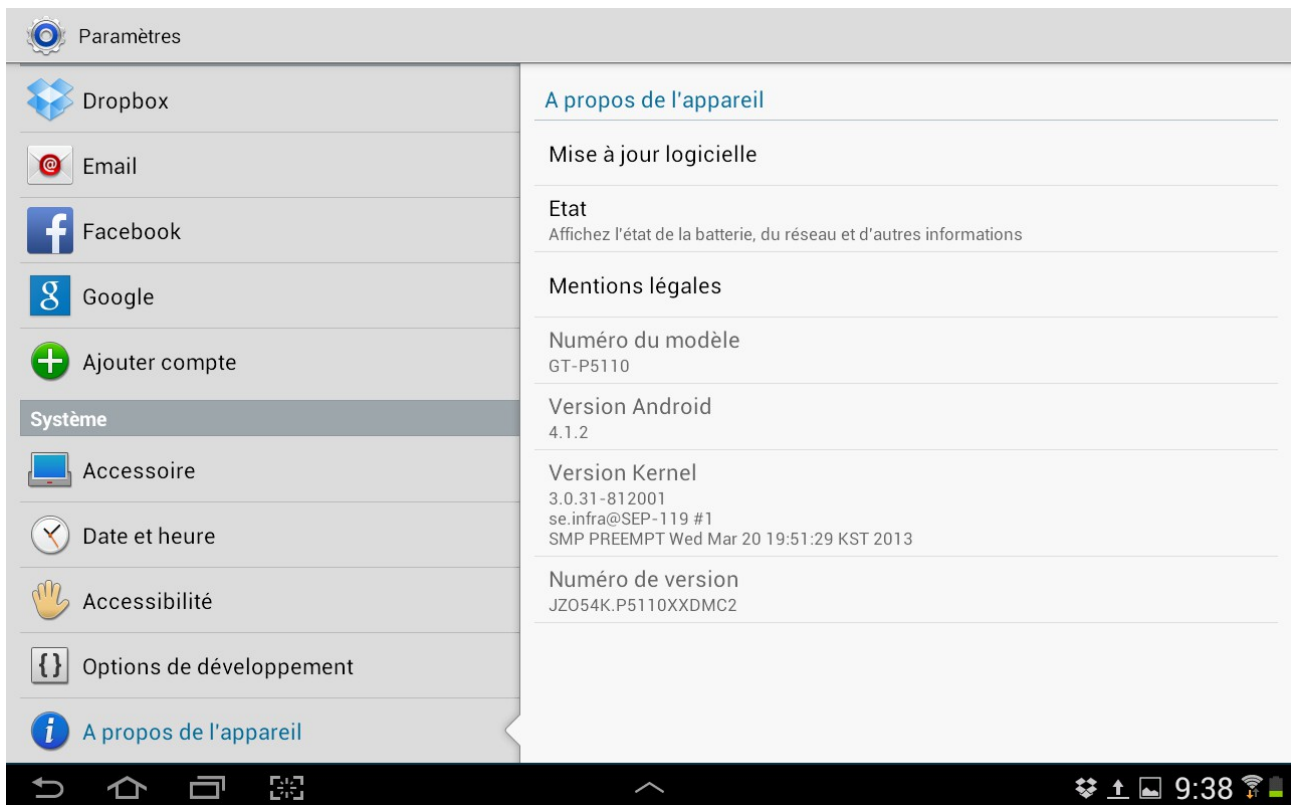 Paramètres
Dropbox
Email
Facebook
Google
Ajouter compte
Système
Accessoire
Date et heure
Accessibilité
Options de développement
A propos de l'appareil
A propos de l'appareil
Mise à jour logicielle
Etat
Affichez l'état de la batterie, du réseau et d'autres informations
Mentions légales
Numéro du modèle
GT-P5110
Version Android
4.1.2
Version Kernel
3.0.31-812001
se.infra@SEP-119 #1
SMP PREEMPT Wed Mar 20 19:51:29 KST 2013
Numéro de version
JZO54K.P5110XXDMC2
9:38